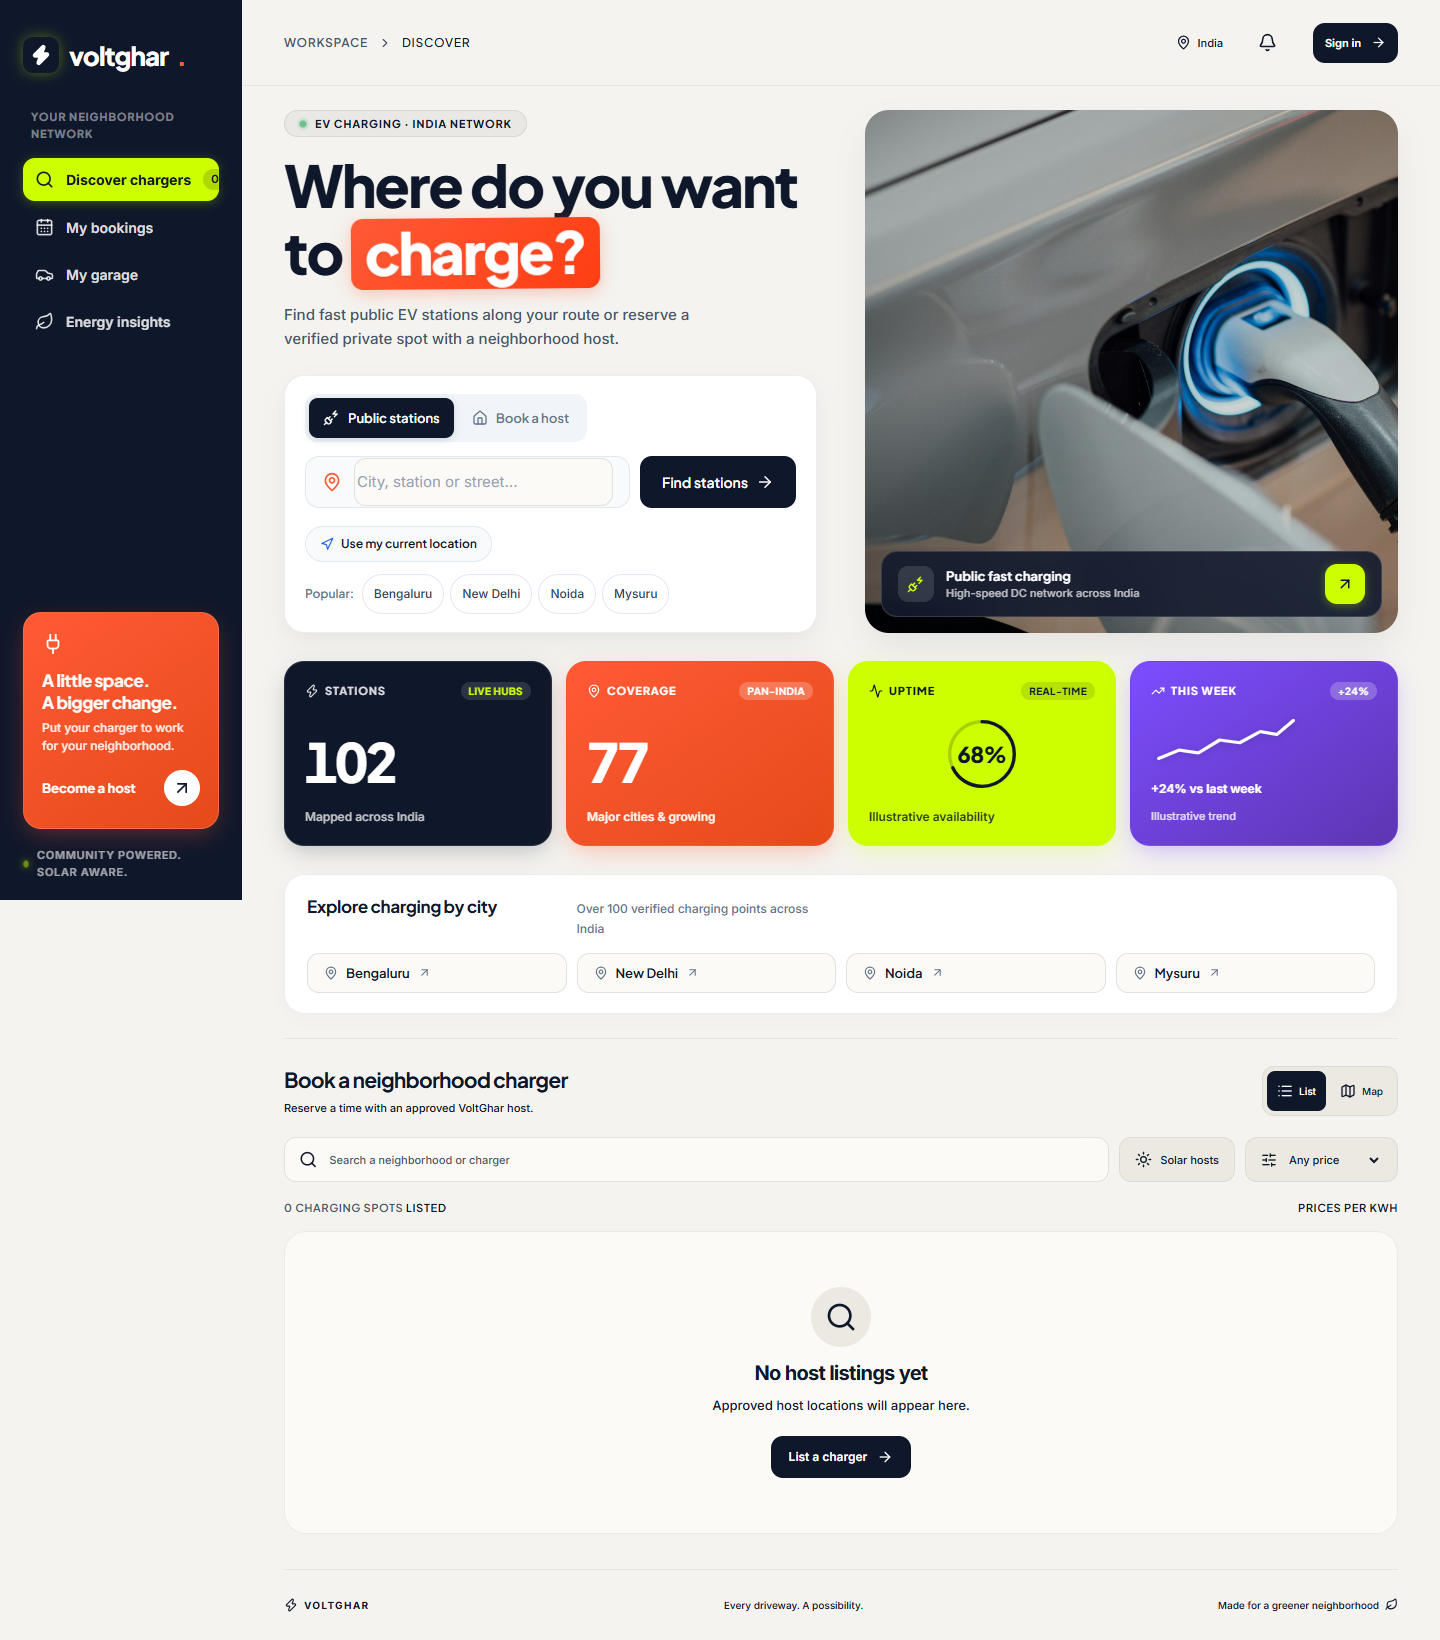 voltghar .
YOUR NEIGHBORHOOD
NETWORK
Discover chargers 0
My bookings
My garage
Energy insights
A little space.
A bigger change.
Put your charger to work
for your neighborhood.
Become a host
COMMUNITY POWERED.
SOLAR AWARE.
WORKSPACE > DISCOVER
India
Sign in
EV CHARGING · INDIA NETWORK
Where do you want
to charge?
Find fast public EV stations along your route or reserve a
verified private spot with a neighborhood host.
Public stations
Book a host
City, station or street...
Find stations
Use my current location
Popular: Bengaluru New Delhi Noida Mysuru
Public fast charging
High-speed DC network across India
STATIONS LIVE HUBS
102
Mapped across India
COVERAGE PAN-INDIA
77
Major cities & growing
UPTIME REAL-TIME
68%
Illustrative availability
THIS WEEK +24%
+24% vs last week
Illustrative trend
Explore charging by city
Over 100 verified charging points across
India
Bengaluru
New Delhi
Noida
Mysuru
Book a neighborhood charger
Reserve a time with an approved VoltGhar host.
List
Map
Search a neighborhood or charger
Solar hosts
Any price
0 CHARGING SPOTS LISTED
PRICES PER KWH
No host listings yet
Approved host locations will appear here.
List a charger
VOLTGHAR
Every driveway. A possibility.
Made for a greener neighborhood